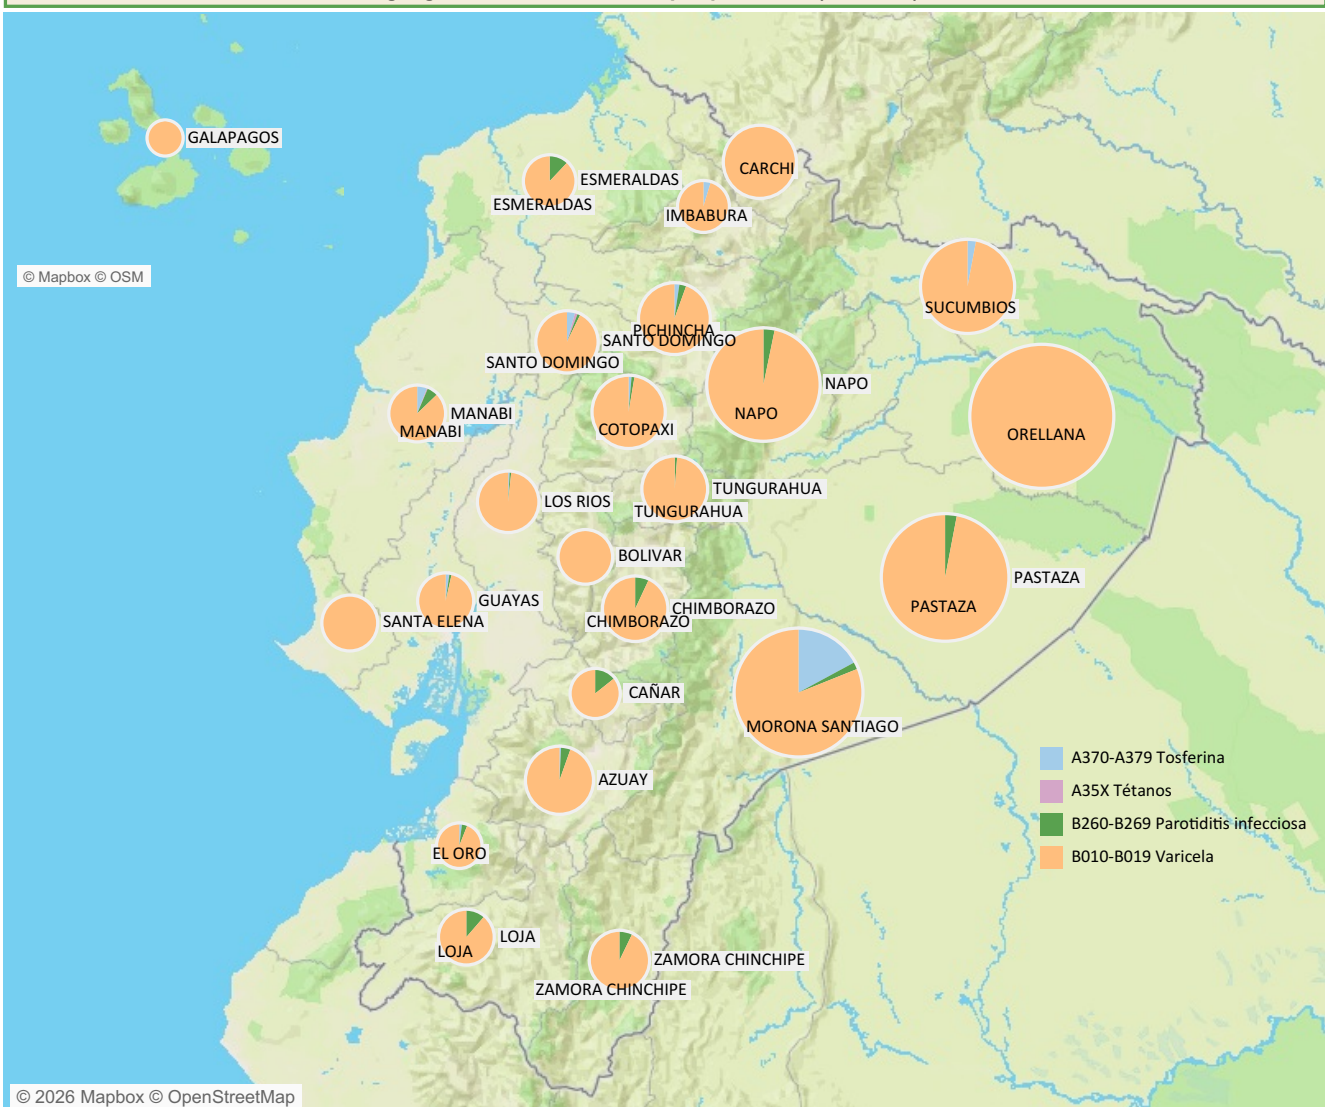 GALAPAGOS
CARCHI
ESMERALDAS
ESMERALDAS
IMBABURA
© Mapbox © OSM
SUCUMBIOS
PICHINCHA
SANTO DOMINGO
SANTO DOMINGO
NAPO
NAPO
MANABI
MANABI
COTOPAXI
ORELLANA
TUNGURAHUA
LOS RIOS
TUNGURAHUA
BOLIVAR
PASTAZA
GUAYAS
PASTAZA
CHIMBORAZO
SANTA ELENA
CHIMBORAZO
CAÑAR
MORONA SANTIAGO
A370-A379 Tosferina
AZUAY
A35X Tétanos
B260-B269 Parotiditis infecciosa
EL ORO
B010-B019 Varicela
LOJA
LOJA
ZAMORA CHINCHIPE
ZAMORA CHINCHIPE
© 2026 Mapbox © OpenStreetMap